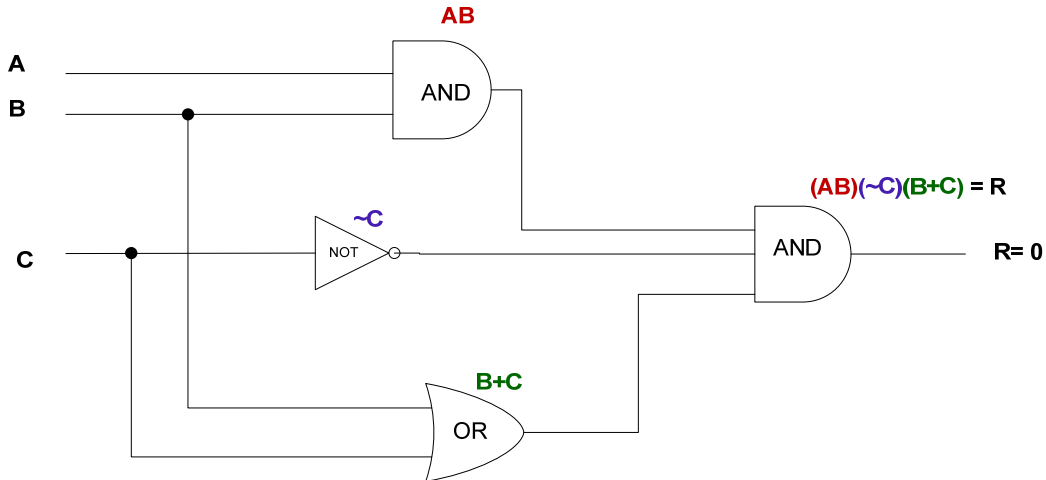 AB
A
AND
B
(AB)(~C)(B+C) = R
~C
AND
C
NOT
R= 0
B+C
OR